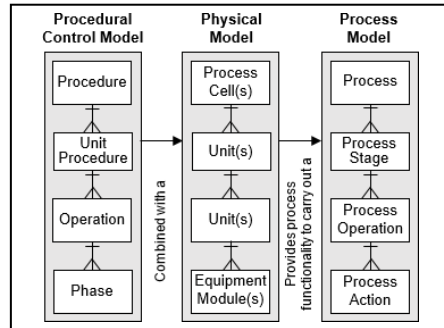 Procedural
Control Model
Physical
Model
Process
Model
Procedure
Unit
Procedure
Operation
Phase
Combined with a
Process
Cell(s)
Unit(s)
Unit(s)
Equipment
Module(s)
Provides process
functionality to carry out a
Process
Process
Stage
Process
Operation
Process
Action